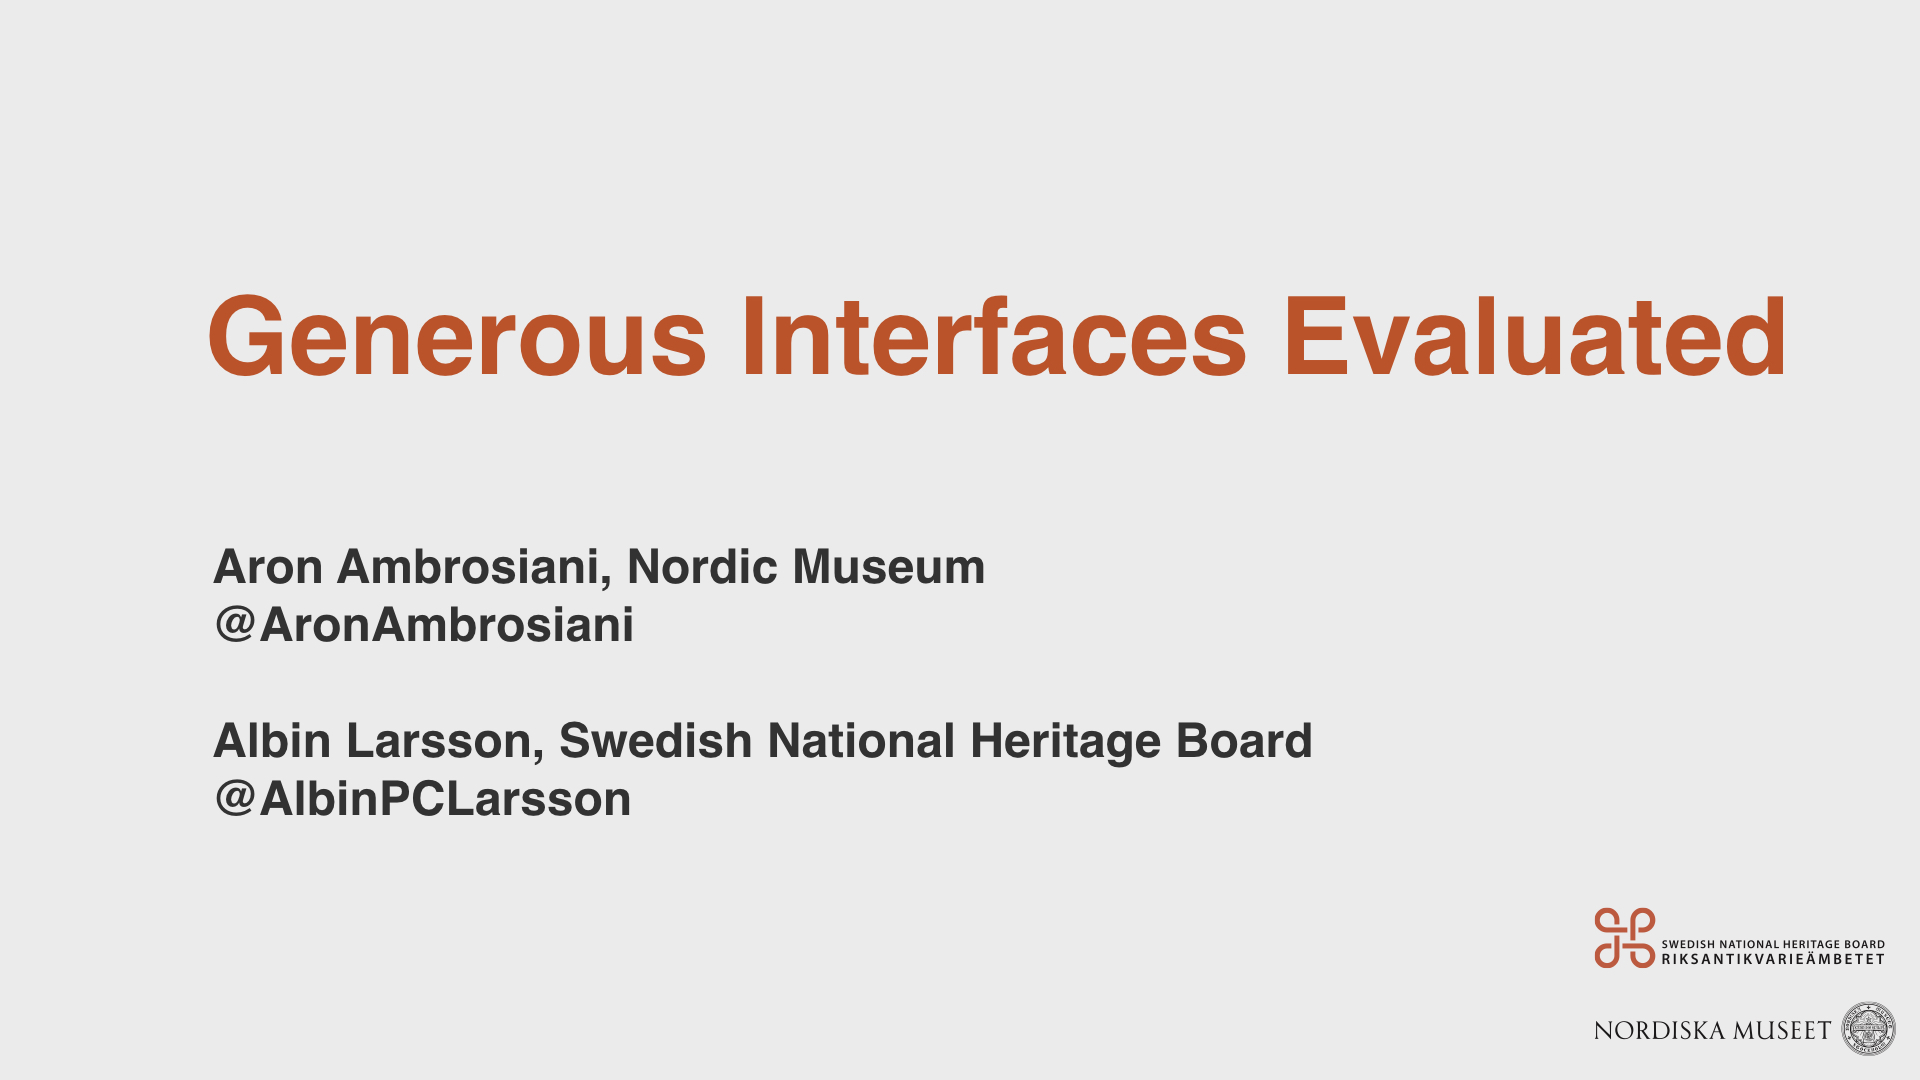 Generous Interfaces Evaluated
Aron Ambrosiani, Nordic Museum
@AronAmbrosiani
Albin Larsson, Swedish National Heritage Board
@AlbinPCLarsson
SWEDISH NATIONAL HERITAGE BOARD
RIKSANTIKVARIEÄMBETET
NORDISKA MUSEET